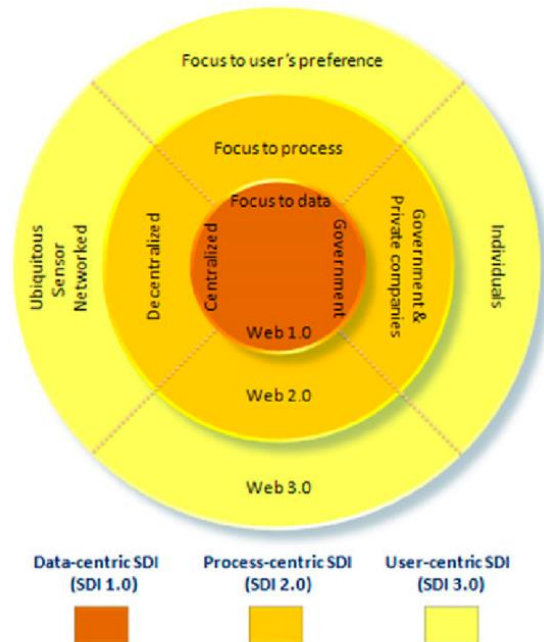 Focus to user's preference
Focus to process
Focus to data
Ubiquitous
Sensor
Networked
Decentralized
Centralized
Government
Government &
Private companies
Individuals
Web 1.0
Web 2.0
Web 3.0
Data-centric SDI
(SDI 1.0)
Process-centric SDI
(SDI 2.0)
User-centric SDI
(SDI 3.0)